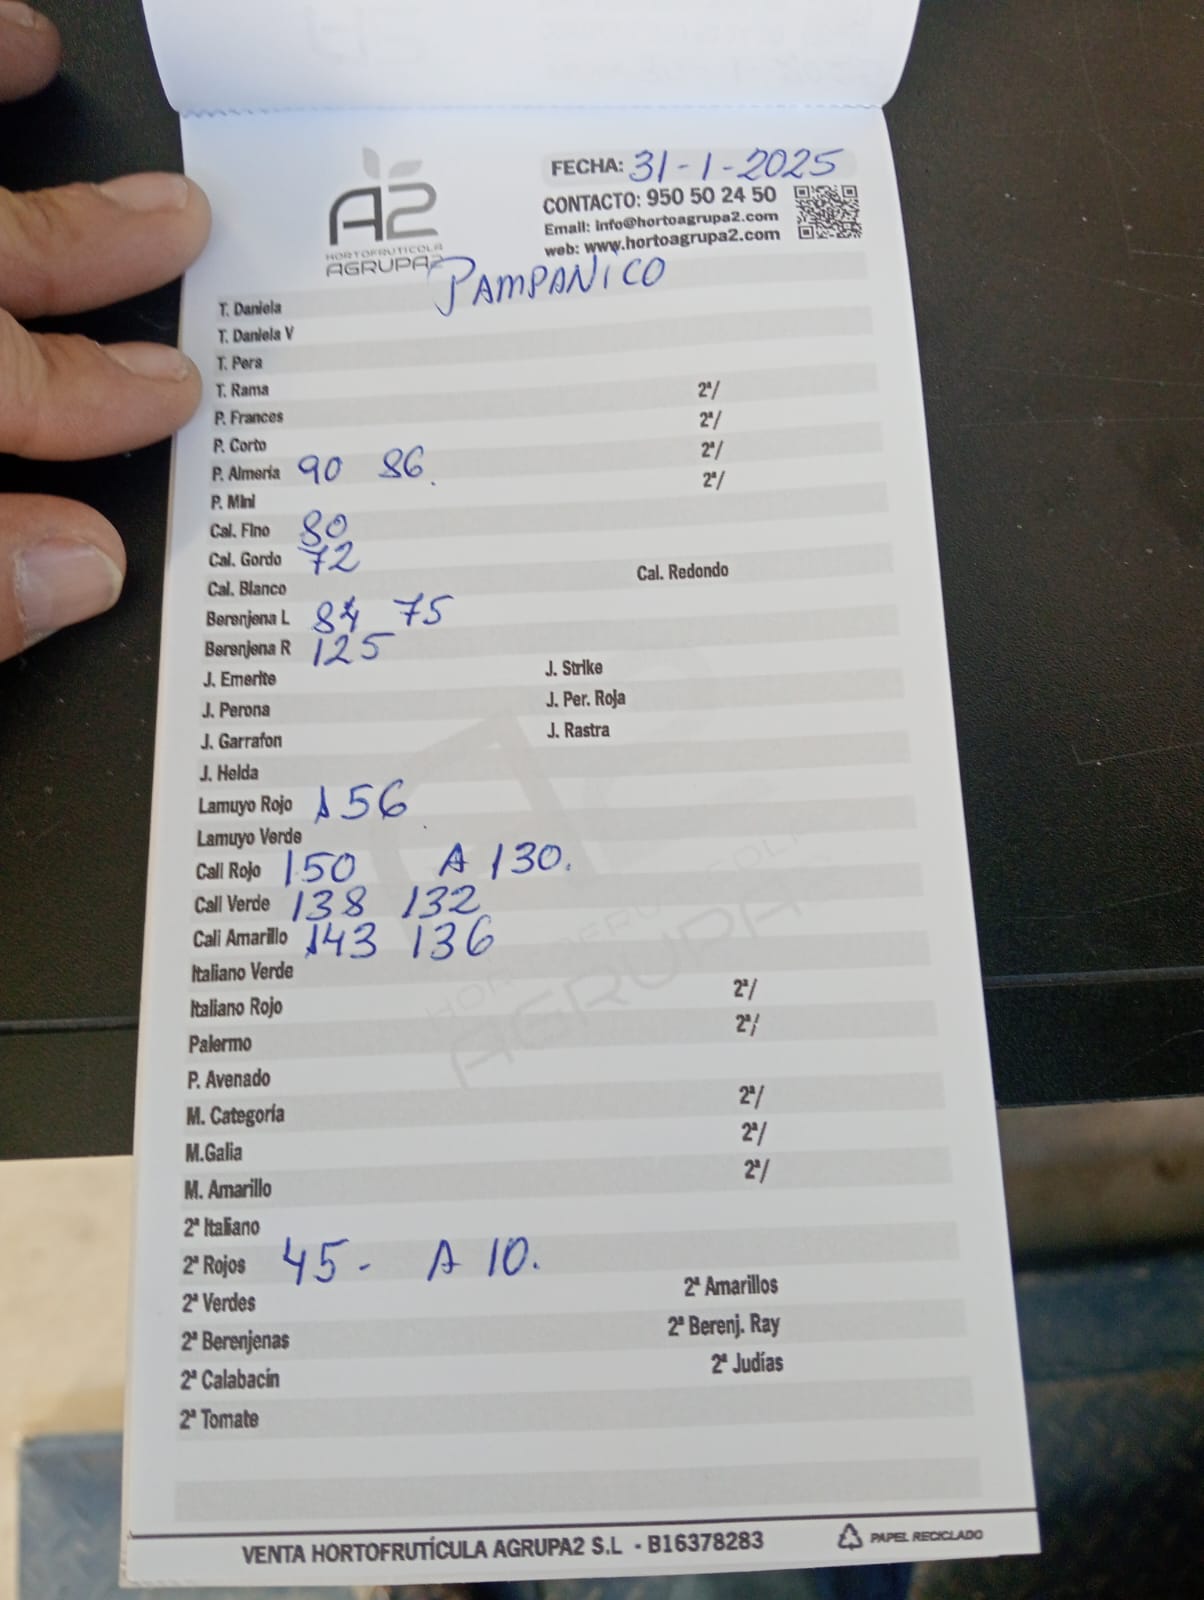 A2
HORTOFRUTICOLA
AGRUPA2
FECHA: 31-1-2025
CONTACTO: 950 50 24 50
Email: info@hortoagrupa2.com
web: www.hortoagrupa2.com
PAMPANICO
T. Daniela
T. Daniela V
T. Pera
T. Rama 2ª/
P. Frances 2ª/
P. Corto 2ª/
P. Almeria 90 86. 2ª/
P. Mini
Cal. Fino 80
Cal. Gordo 72
Cal. Blanco Cal. Redondo
Berenjena L 84 75
Berenjena R 125
J. Emerite J. Strike
J. Perona J. Per. Roja
J. Garrafon J. Rastra
J. Helda
Lamuyo Rojo 156
Lamuyo Verde
Cali Rojo 150 A 130.
Cali Verde 138 132
Cali Amarillo 143 136
Italiano Verde
Italiano Rojo 2ª/
Palermo 2ª/
P. Avenado
M. Categoría 2ª/
M.Galia 2ª/
M. Amarillo 2ª/
2ª Italiano
2ª Rojos 45- A 10.
2ª Verdes 2ª Amarillos
2ª Berenjenas 2ª Berenj. Ray
2ª Calabacín 2ª Judías
2ª Tomate
VENTA HORTOFRUTÍCULA AGRUPA2 S.L - B16378283 PAPEL RECICLADO